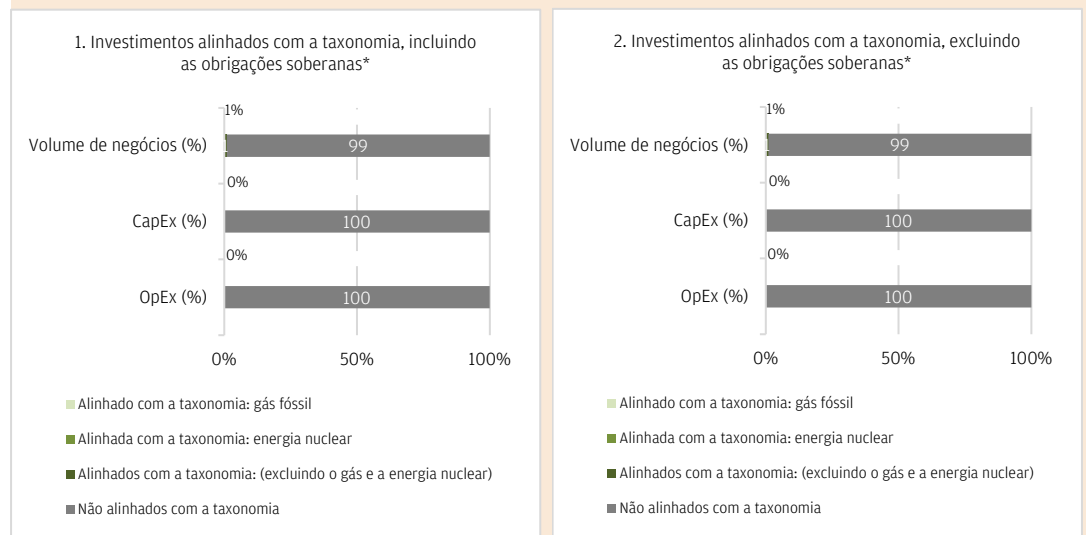 1. Investimentos alinhados com a taxonomia, incluindo
as obrigações soberanas*
1%
Volume de negócios (%)
1
99
0%
CapEx (%)
100
0%
OpEx (%)
100
0%
50%
100%
Alinhado com a taxonomia: gás fóssil
Alinhada com a taxonomia: energia nuclear
Alinhados com a taxonomia: (excluindo o gás e a energia nuclear)
Não alinhados com a taxonomia
2. Investimentos alinhados com a taxonomia, excluindo
as obrigações soberanas*
1%
Volume de negócios (%)
1
99
0%
CapEx (%)
100
0%
OpEx (%)
100
0%
50%
100%
Alinhado com a taxonomia: gás fóssil
Alinhada com a taxonomia: energia nuclear
Alinhados com a taxonomia: (excluindo o gás e a energia nuclear)
Não alinhados com a taxonomia